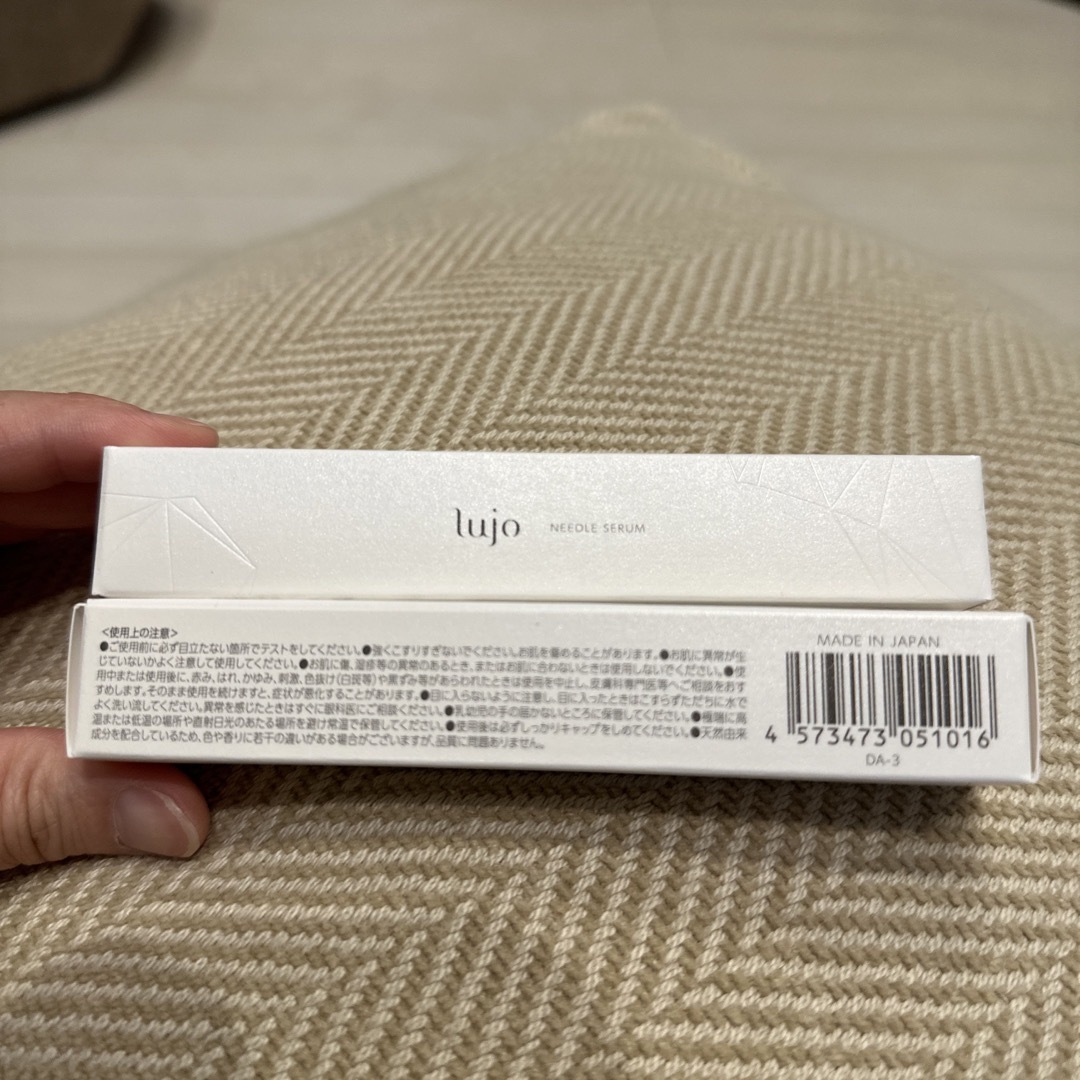 lujo NEEDLE SERUM
<使用上の注意>
●ご使用前に必ず目立たない箇所でテストをしてください。●強くこすりすぎないでください。お肌を傷めることがあります。●お肌に異常が生
じていないかよく注意して使用してください。●お肌に傷、湿疹等の異常のあるとき、またはお肌に合わないときは使用しないでください。●使
用中または使用後に、赤み、はれ、かゆみ、刺激、色抜け(白斑等)や黒ずみ等があらわれたときは使用を中止し、皮膚科専門医等へご相談をおす
すめします。そのまま使用を続けますと、症状が悪化することがあります。●目に入らないように注意し、目に入ったときはこすらずただちに水で
よく洗い流してください。異常を感じたときはすぐに眼科医にご相談ください。●乳幼児の手の届かないところに保管してください。●極端に高
温または低温の場所や直射日光のあたる場所を避け常温で保管してください。●使用後は必ずしっかりキャップをしめてください。●天然由来
成分を配合しているため、色や香りに若干の違いがある場合がございますが、品質に問題ありません。
MADE IN JAPAN
4 573473 051016
DA-3